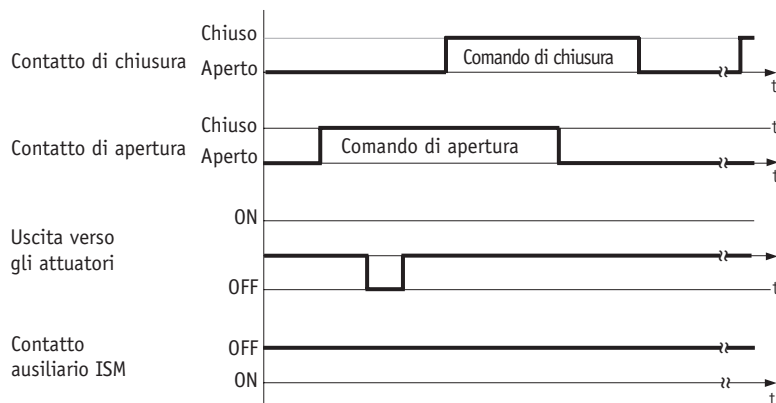 Contatto di chiusura
Chiuso
Aperto
Comando di chiusura
t
Contatto di apertura
Chiuso
Aperto
Comando di apertura
t
t
Uscita verso
gli attuatori
ON
OFF
t
Contatto
ausiliario ISM
OFF
ON
t